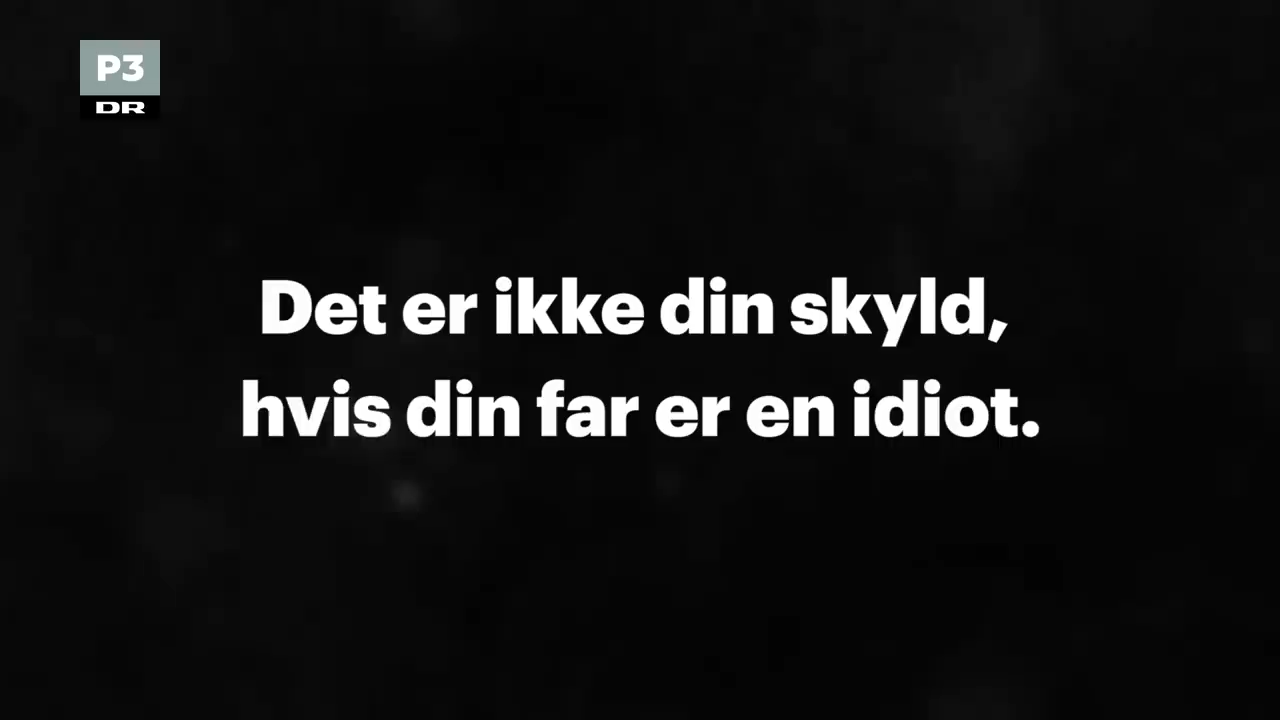 P3
DR
Det er ikke din skyld,
hvis din far er en idiot.